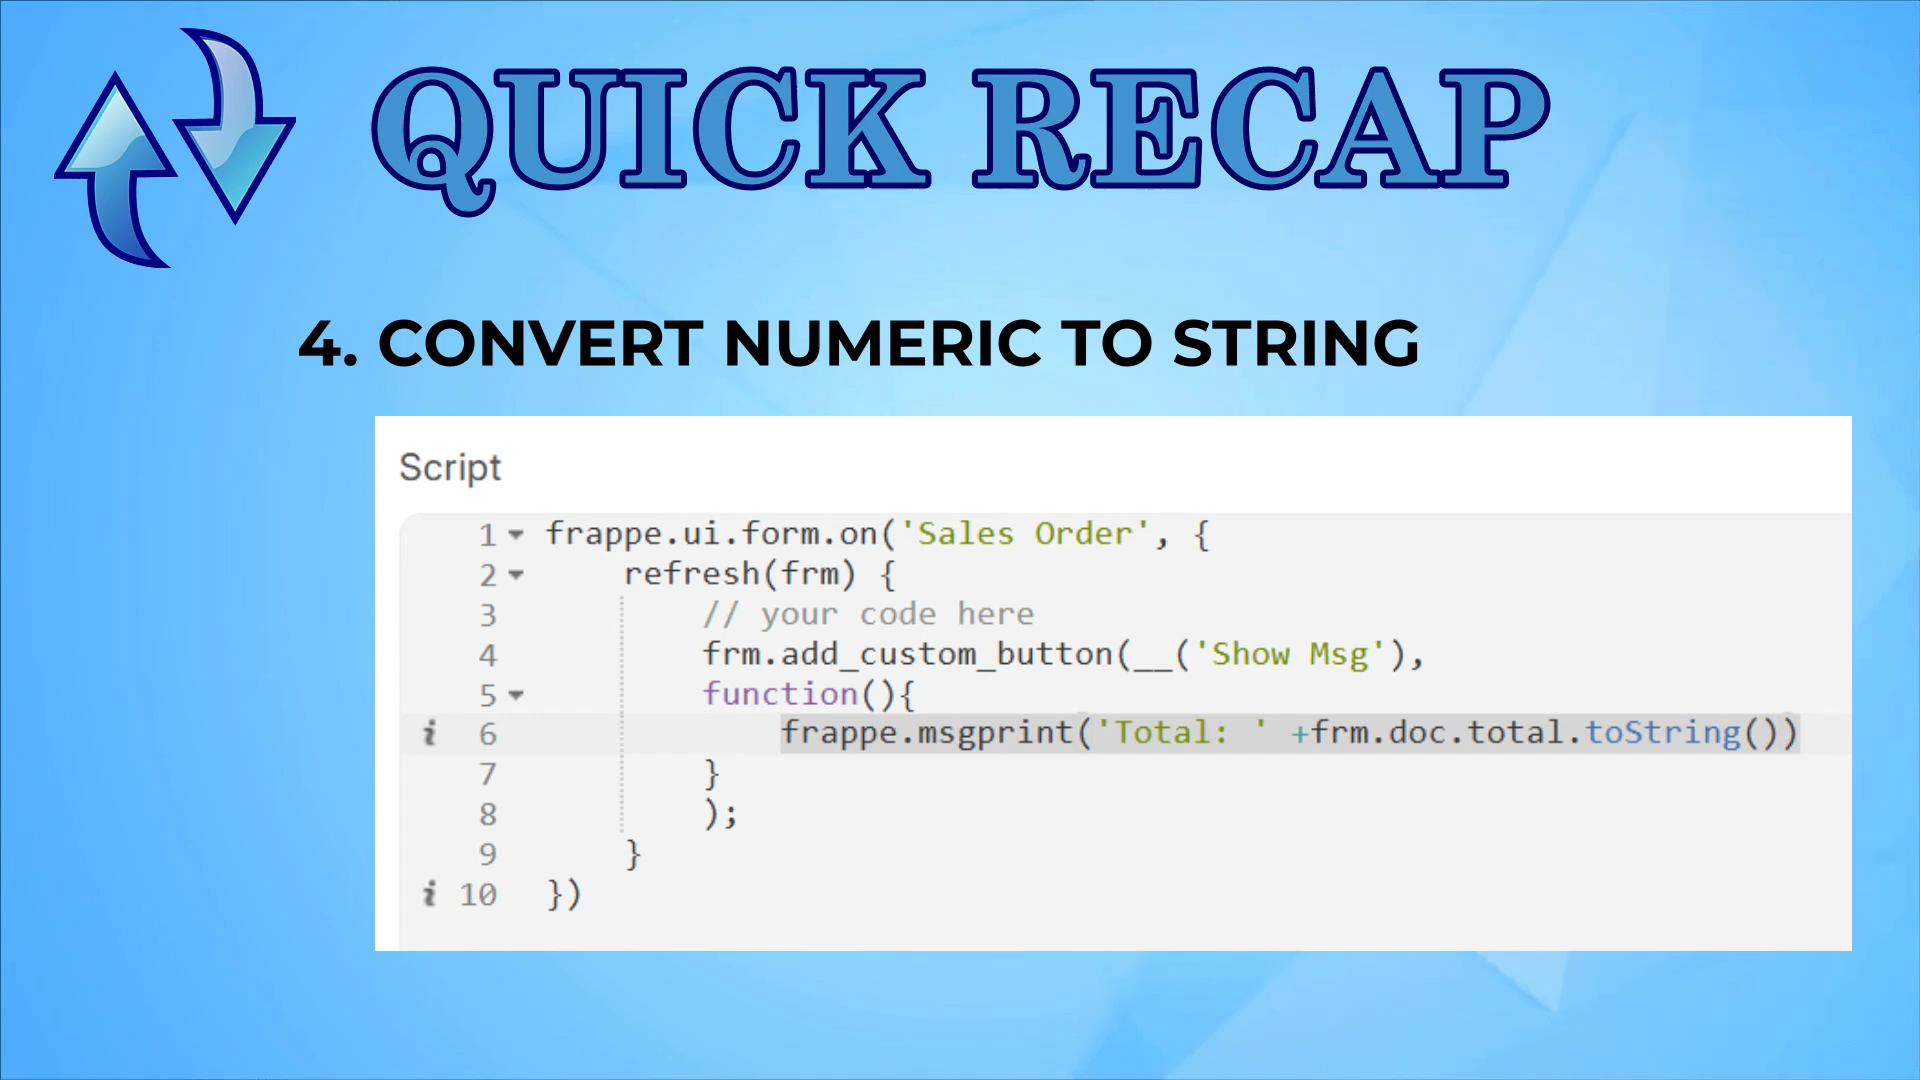 QUICK RECAP
4. CONVERT NUMERIC TO STRING
Script
1 frappe.ui.form.on('Sales Order', {
2 refresh(frm) {
3 // your code here
4 frm.add_custom_button(__('Show Msg'),
5 function(){
i 6 frappe.msgprint('Total: ' +frm.doc.total.toString())
7 }
8 );
9 }
i 10 })